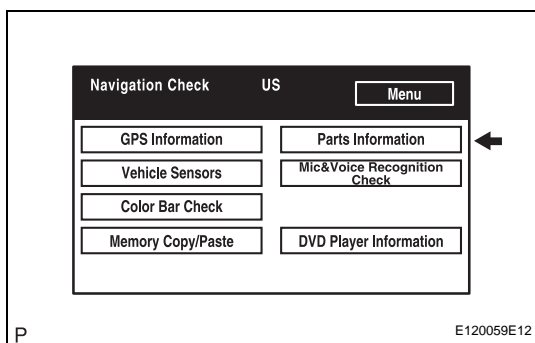 Navigation Check US Menu
GPS Information
Parts Information
Vehicle Sensors
Mic&Voice Recognition
Check
Color Bar Check
Memory Copy/Paste
DVD Player Information
P
E120059E12